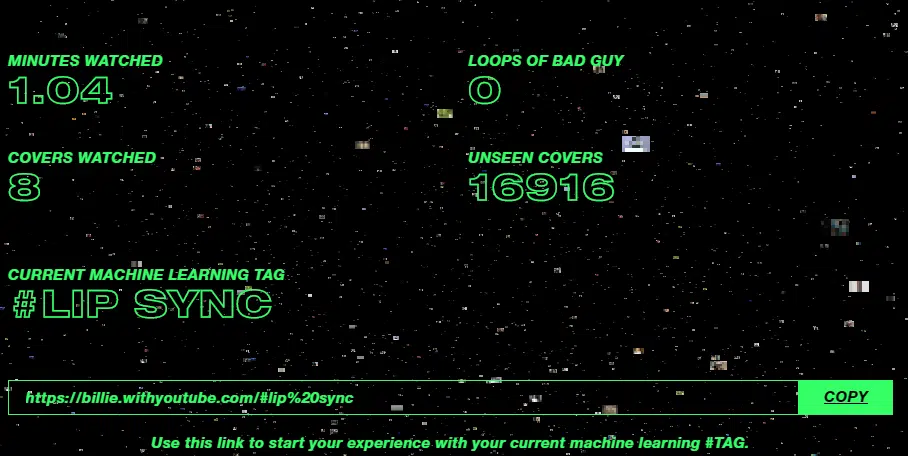 MINUTES WATCHED
1.04
LOOPS OF BAD GUY
0
COVERS WATCHED
8
UNSEEN COVERS
16916
CURRENT MACHINE LEARNING TAG
#LIP SYNC
https://billie.withyoutube.com/#lip%20sync
COPY
Use this link to start your experience with your current machine learning #TAG.